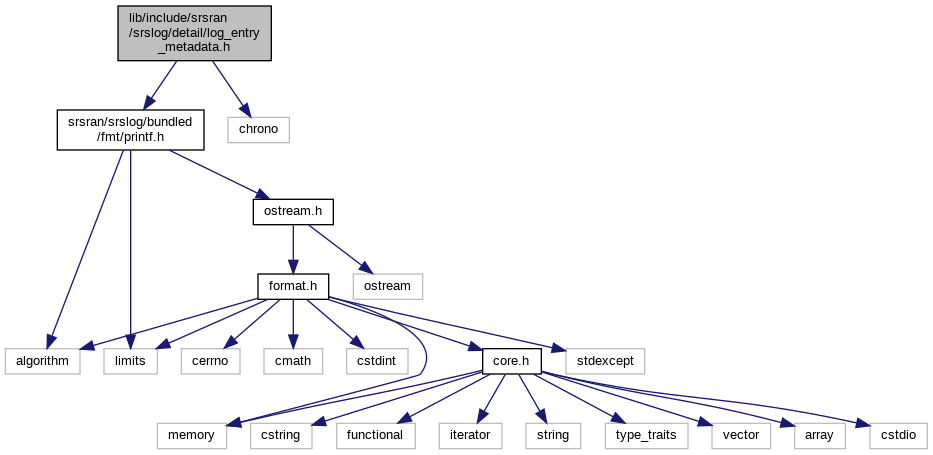 lib/include/srsran
/srslog/detail/log_entry
_metadata.h
srsran/srslog/bundled
/fmt/printf.h
chrono
ostream.h
format.h
ostream
algorithm
limits
cerrno
cmath
cstdint
core.h
stdexcept
memory
cstring
functional
iterator
string
type_traits
vector
array
cstdio